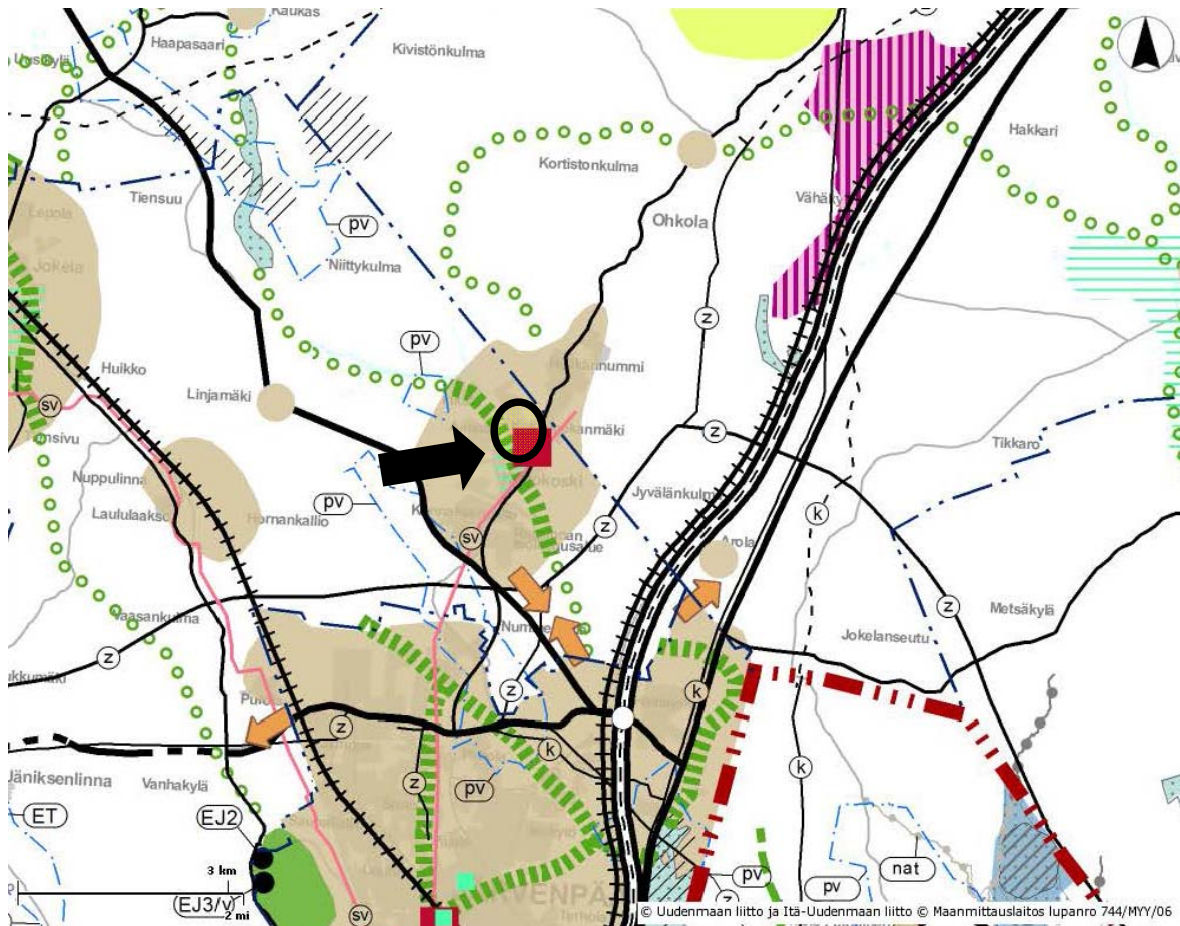 Kaukas
Haapasaari
Kivistönkulma
Hakkari
Kortistonkulma
Tiensuu
Ohkola
pv
Lepola
Jokela
Niittykulma
z
pv
Huikko
Linjamäki
sv
z
Tikkaro
Nuppulinna
Jyvälänkulma
pv
Laululaakso
Hornankallio
k
sv
z
Arola
z
Metsäkylä
Vaasankulma
Jokelanseutu
z
z
k
z
k
k
Jäniksenlinna
Vanhakylä
z
pv
ET
EJ2
3 km
nat
pv
pv
EJ3/v
2 mi
z
sv
© Uudenmaan liitto ja Itä-Uudenmaan liitto © Maanmittauslaitos lupanro 744/MYY/06